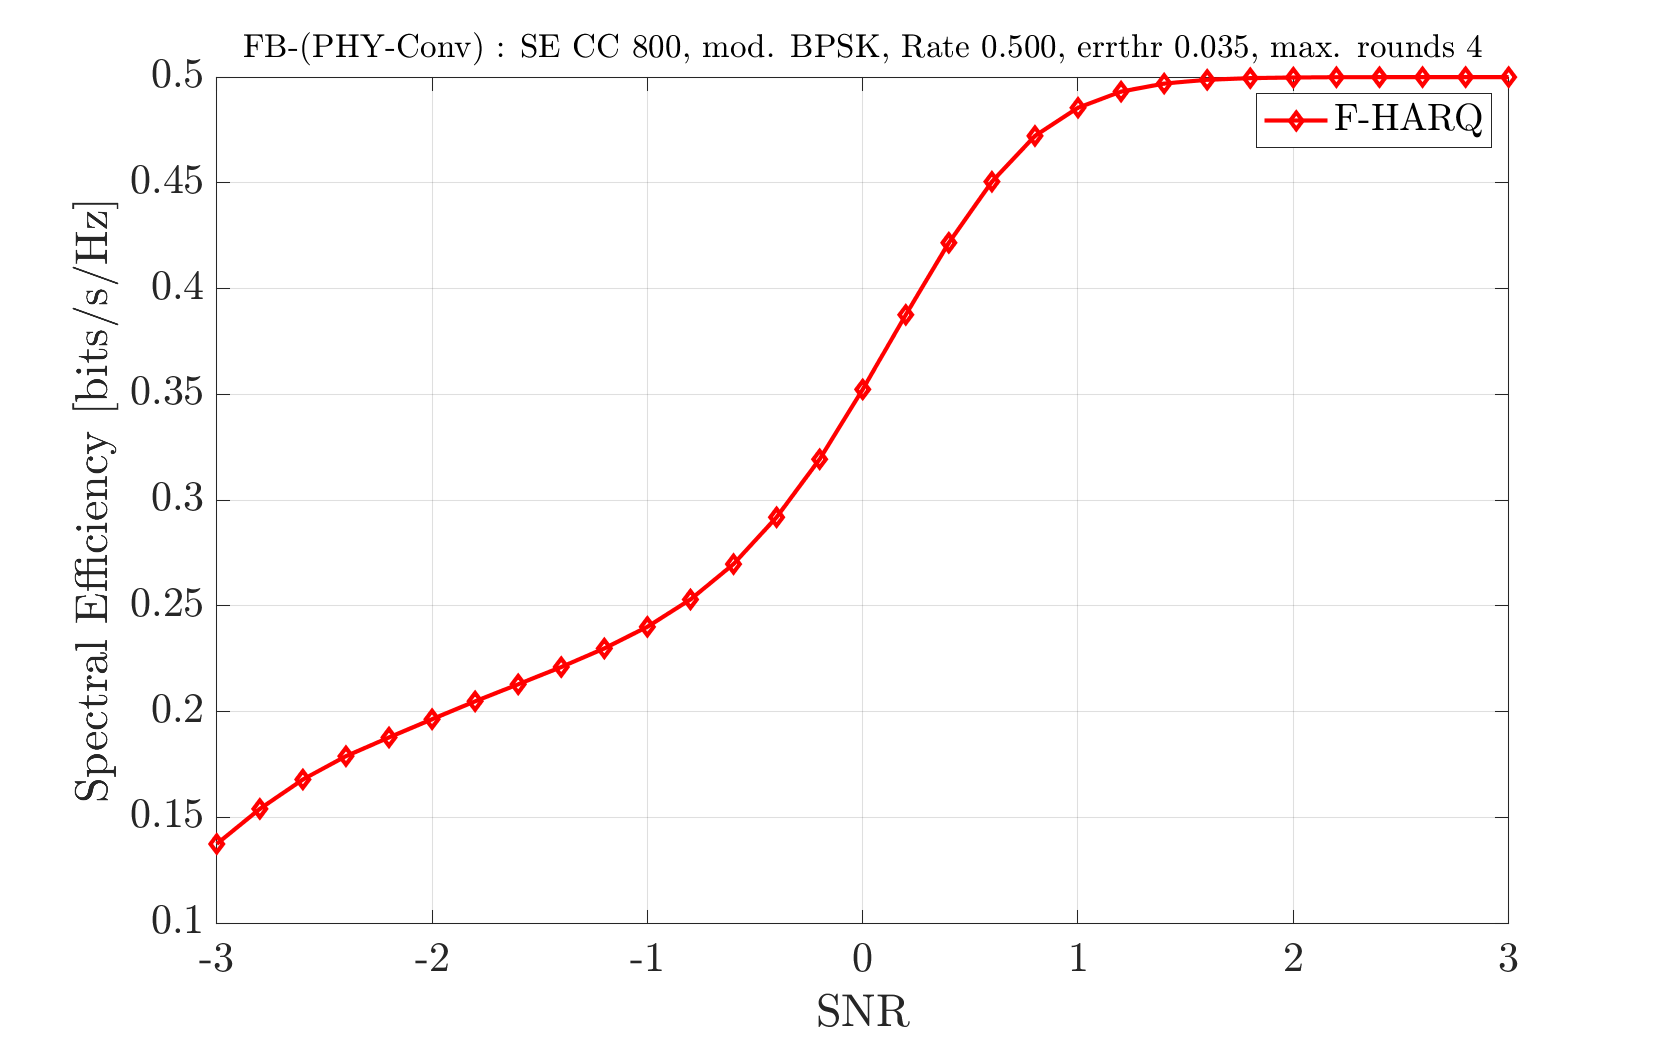 FB-(PHY-Conv) : SE CC 800, mod. BPSK, Rate 0.500, errthr 0.035, max. rounds 4
0.5
0.45
0.4
0.35
0.3
0.25
0.2
0.15
0.1
Spectral Efficiency [bits/s/Hz]
F-HARQ
-3 -2 -1 0 1 2 3
SNR